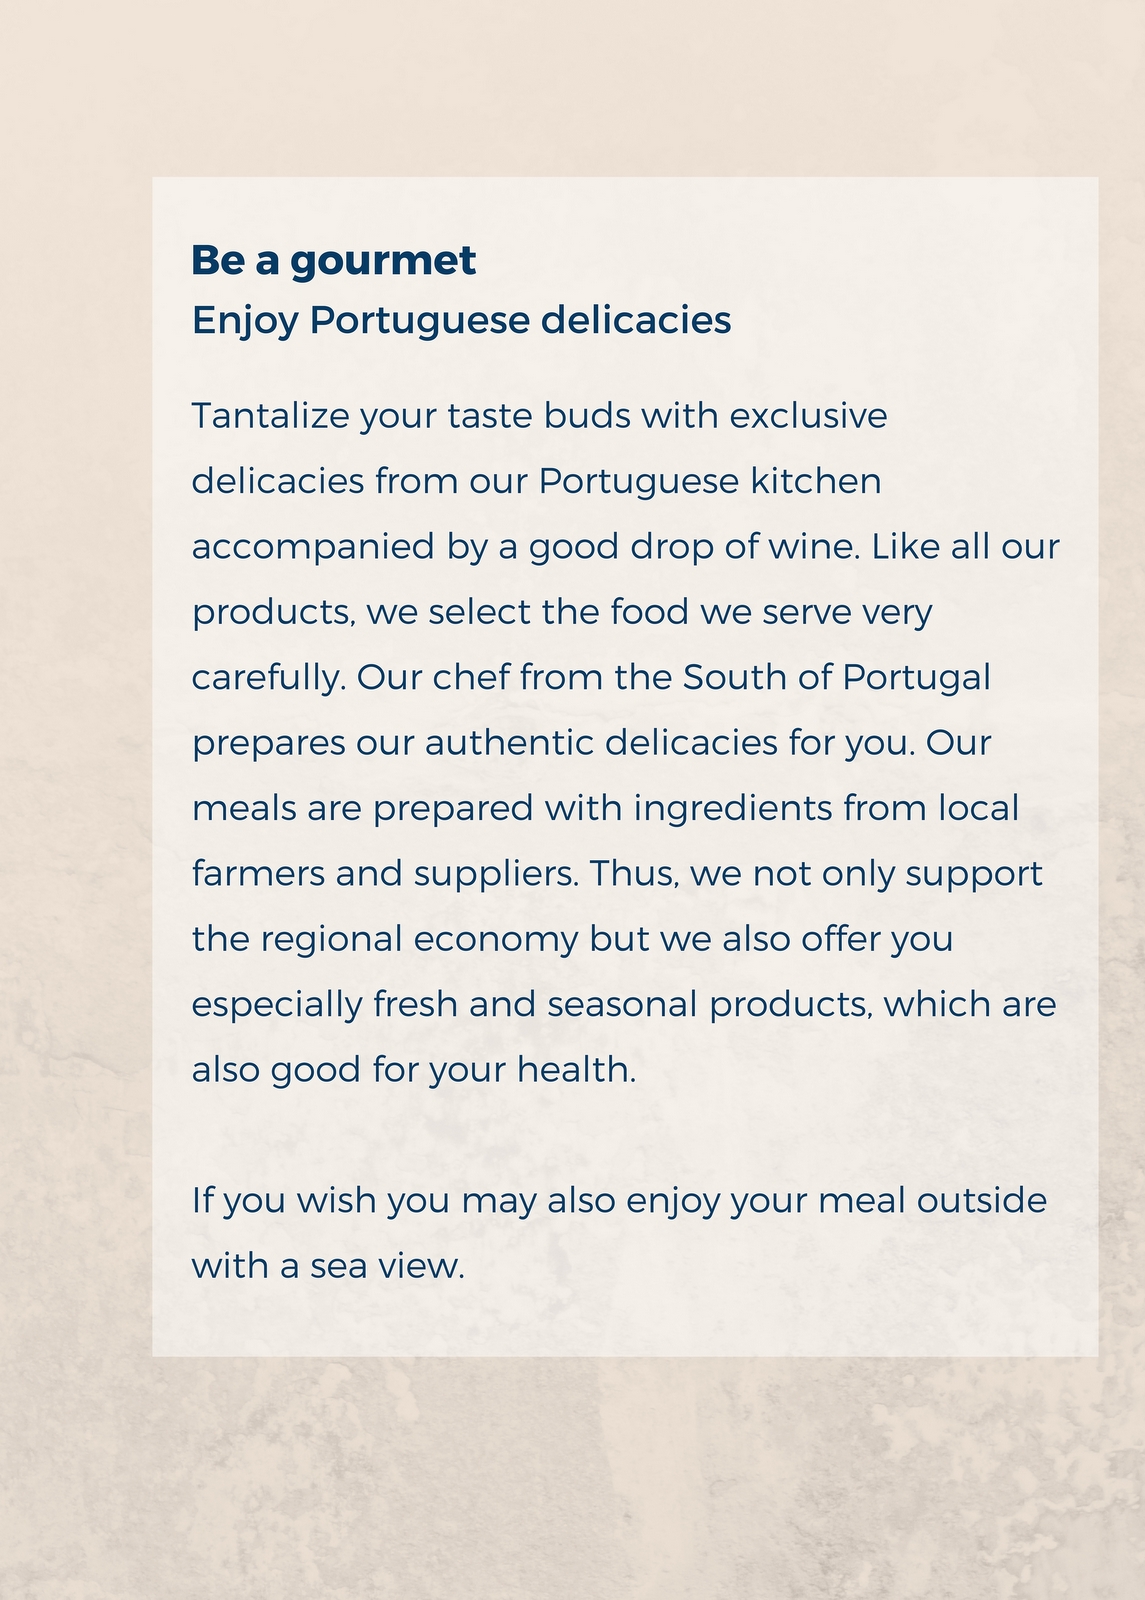 Be a gourmet
Enjoy Portuguese delicacies
Tantalize your taste buds with exclusive
delicacies from our Portuguese kitchen
accompanied by a good drop of wine. Like all our
products, we select the food we serve very
carefully. Our chef from the South of Portugal
prepares our authentic delicacies for you. Our
meals are prepared with ingredients from local
farmers and suppliers. Thus, we not only support
the regional economy but we also offer you
especially fresh and seasonal products, which are
also good for your health.
If you wish you may also enjoy your meal outside
with a sea view.